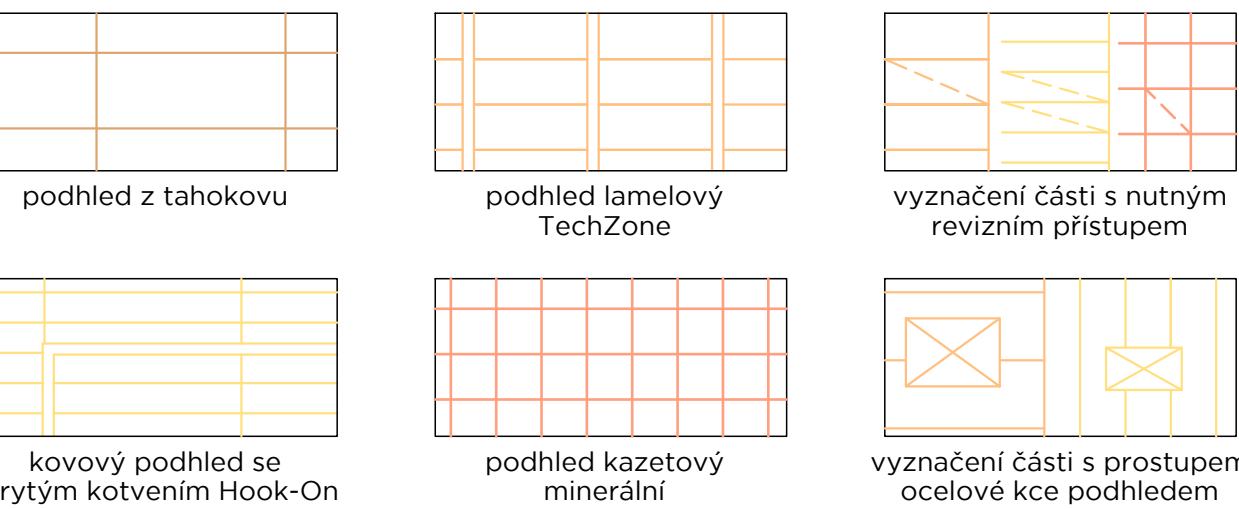 podhled z tahokovu
podhled lamelový
TechZone
vyznačení části s nutným
revizním přístupem
kovový podhled se
rytým kotvením Hook-On
podhled kazetový
minerální
vyznačení části s prostupem
ocelové kce podhledem